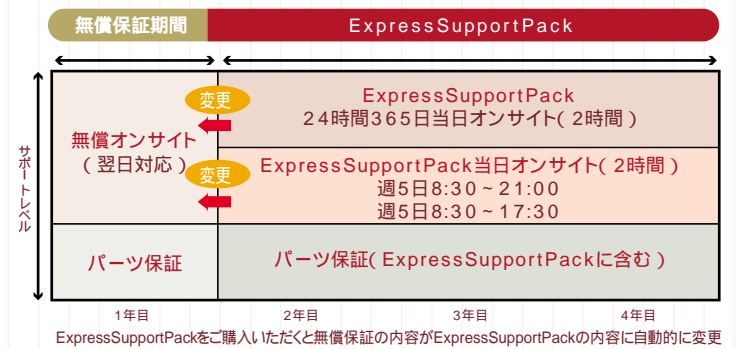 無償保証期間
ExpressSupportPack
サポートレベル
変更
ExpressSupportPack
24時間365日当日オンサイト(2時間)
無償オンサイト
(翌日対応)
変更
ExpressSupportPack当日オンサイト(2時間)
週5日8:30~21:00
週5日8:30~17:30
パーツ保証
パーツ保証(ExpressSupportPackに含む)
1年目
2年目
3年目
4年目
ExpressSupportPackをご購入いただくと無償保証の内容がExpressSupportPackの内容に自動的に変更